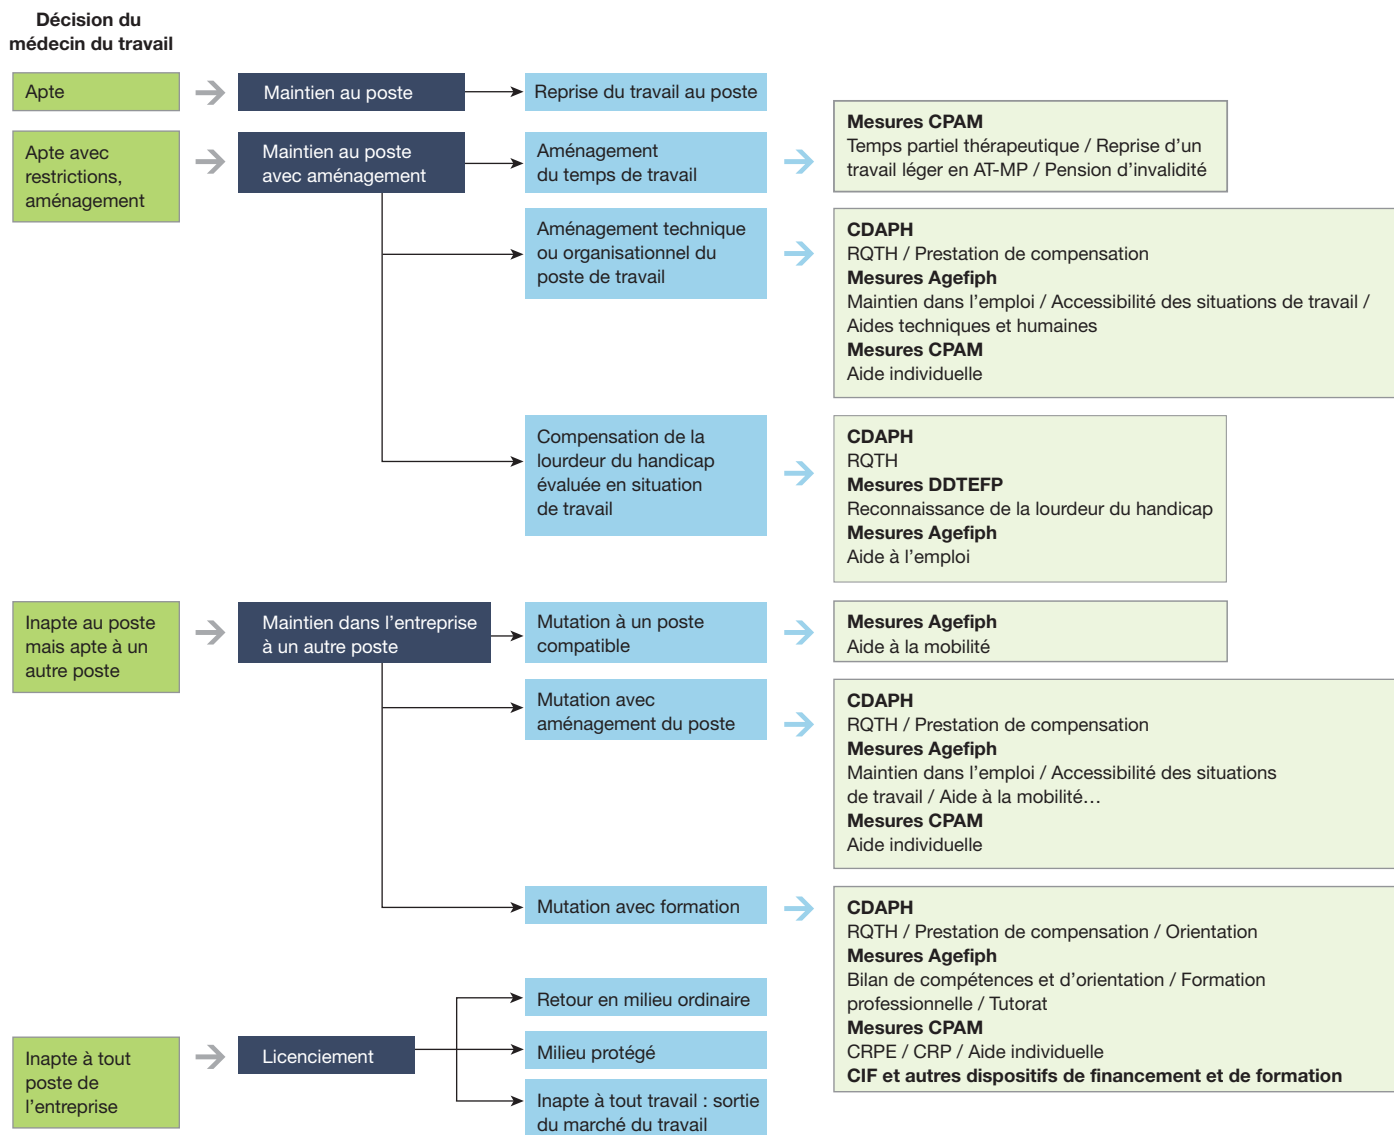 Décision du
médecin du travail
Apte
Maintien au poste
Reprise du travail au poste
Apte avec
restrictions,
aménagement
Maintien au poste
avec aménagement
Aménagement
du temps de travail
Mesures CPAM
Temps partiel thérapeutique / Reprise d’un
travail léger en AT-MP / Pension d’invalidité
Aménagement technique
ou organisationnel du
poste de travail
CDAPH
RQTH / Prestation de compensation
Mesures Agefiph
Maintien dans l’emploi / Accessibilité des situations de travail /
Aides techniques et humaines
Mesures CPAM
Aide individuelle
Compensation de la
lourdeur du handicap
évaluée en situation
de travail
CDAPH
RQTH
Mesures DDTEFP
Reconnaissance de la lourdeur du handicap
Mesures Agefiph
Aide à l’emploi
Inapte au poste
mais apte à un
autre poste
Maintien dans l’entreprise
à un autre poste
Mutation à un poste
compatible
Mesures Agefiph
Aide à la mobilité
Mutation avec
aménagement du poste
CDAPH
RQTH / Prestation de compensation
Mesures Agefiph
Maintien dans l’emploi / Accessibilité des situations
de travail / Aide à la mobilité…
Mesures CPAM
Aide individuelle
Mutation avec formation
CDAPH
RQTH / Prestation de compensation / Orientation
Mesures Agefiph
Bilan de compétences et d’orientation / Formation
professionnelle / Tutorat
Mesures CPAM
CRPE / CRP / Aide individuelle
CIF et autres dispositifs de financement et de formation
Inapte à tout
poste de
l’entreprise
Licenciement
Retour en milieu ordinaire
Milieu protégé
Inapte à tout travail : sortie
du marché du travail